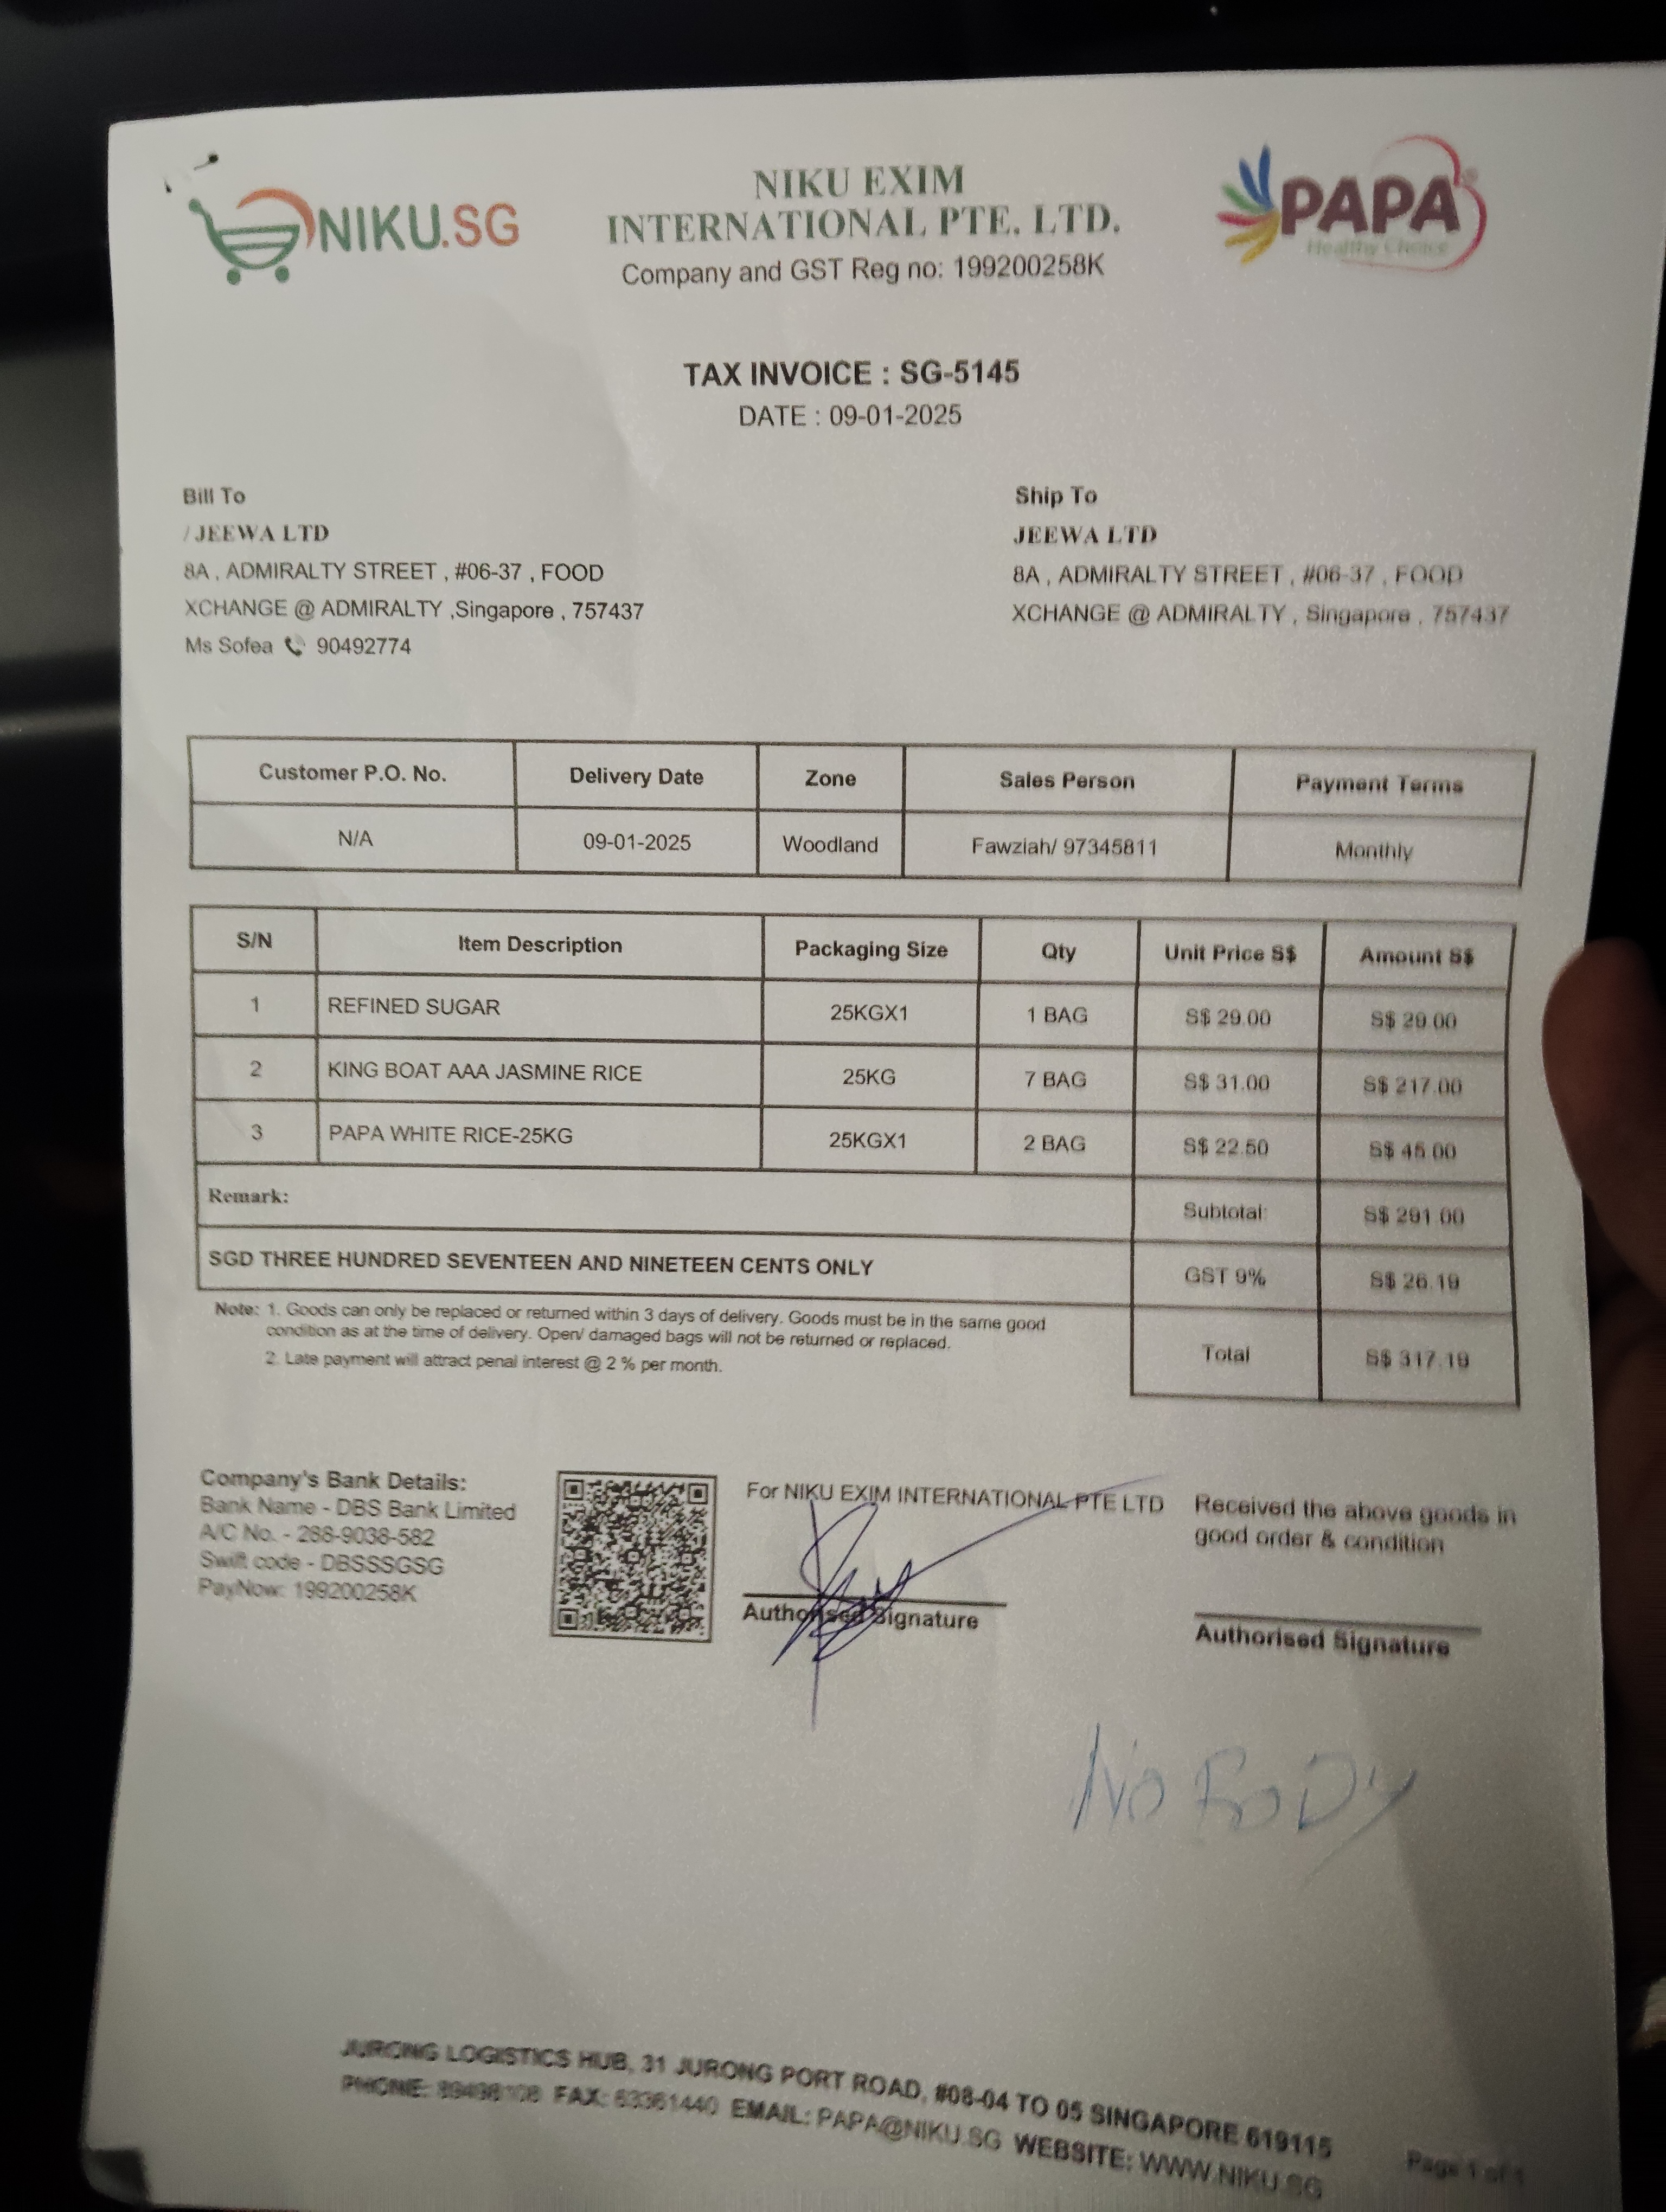 NIKU.SG
NIKU EXIM
INTERNATIONAL PTE. LTD.
Company and GST Reg no: 199200258K
PAPA®
Healthy Choice
TAX INVOICE : SG-5145
DATE : 09-01-2025
Bill To
/ JEEWA LTD
8A , ADMIRALTY STREET , #06-37 , FOOD
XCHANGE @ ADMIRALTY ,Singapore , 757437
Ms Sofea 90492774
Ship To
JEEWA LTD
8A , ADMIRALTY STREET , #06-37 , FOOD
XCHANGE @ ADMIRALTY , Singapore , 757437
Customer P.O. No. Delivery Date Zone Sales Person Payment Terms
N/A 09-01-2025 Woodland Fawziah/ 97345811 Monthly
S/N Item Description Packaging Size Qty Unit Price S$ Amount S$
1 REFINED SUGAR 25KGX1 1 BAG S$ 29.00 S$ 29.00
2 KING BOAT AAA JASMINE RICE 25KG 7 BAG S$ 31.00 S$ 217.00
3 PAPA WHITE RICE-25KG 25KGX1 2 BAG S$ 22.50 S$ 45.00
Remark: Subtotal: S$ 291.00
SGD THREE HUNDRED SEVENTEEN AND NINETEEN CENTS ONLY GST 9% S$ 26.19
Note: 1. Goods can only be replaced or returned within 3 days of delivery. Goods must be in the same good
condition as at the time of delivery. Open/ damaged bags will not be returned or replaced.
2. Late payment will attract penal interest @ 2 % per month.
Total S$ 317.19
Company's Bank Details:
Bank Name - DBS Bank Limited
A/C No. - 288-9038-582
Swift code - DBSSSGSG
PayNow: 199200258K
For NIKU EXIM INTERNATIONAL PTE LTD
Authorised Signature
Received the above goods in
good order & condition
Authorised Signature
NO BODY
JURONG LOGISTICS HUB, 31 JURONG PORT ROAD, #08-04 TO 05 SINGAPORE 619115
PHONE: FAX: 63361440 EMAIL: PAPA@NIKU.SG WEBSITE: WWW.NIKU.SG
Page 1 of 1